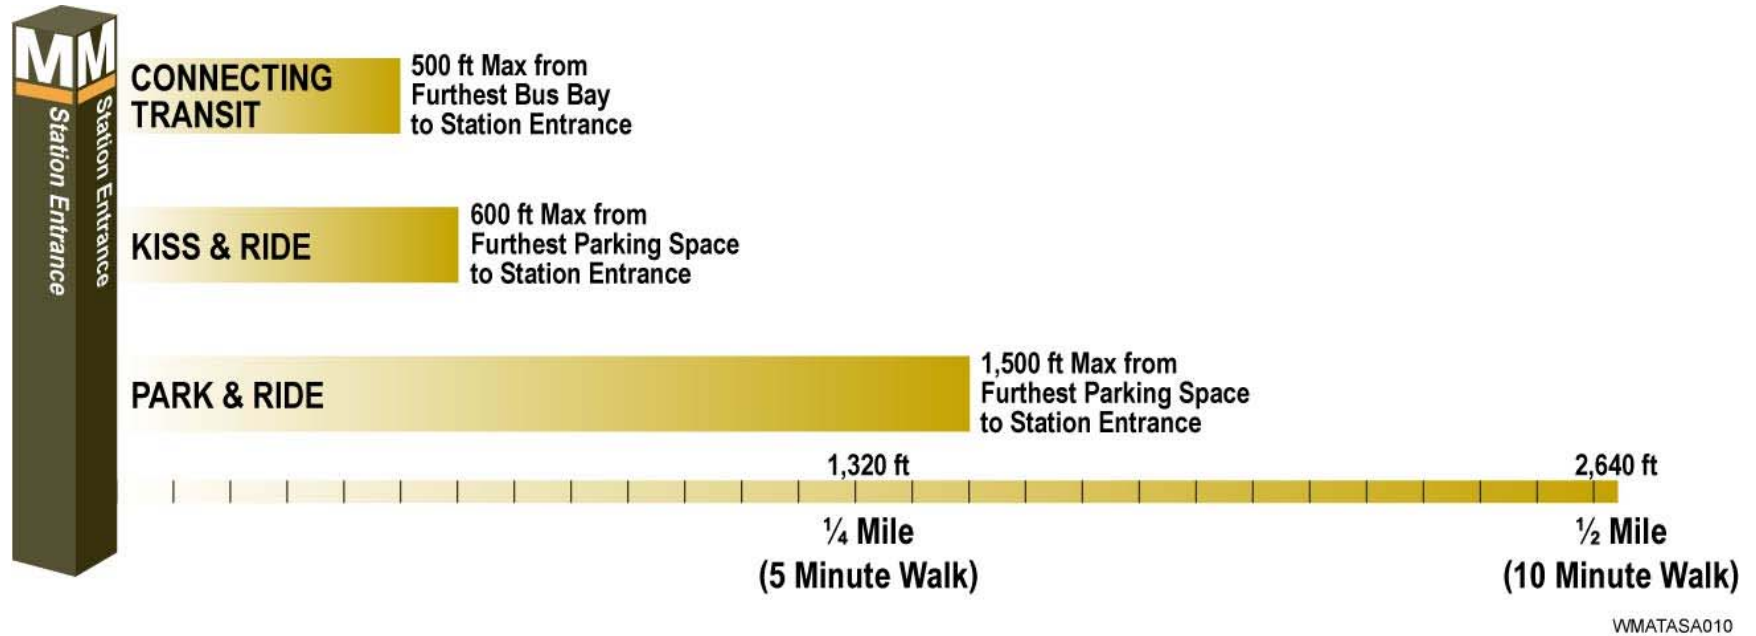 M M
Station Entrance
Station Entrance
CONNECTING
TRANSIT
500 ft Max from
Furthest Bus Bay
to Station Entrance
KISS & RIDE
600 ft Max from
Furthest Parking Space
to Station Entrance
PARK & RIDE
1,500 ft Max from
Furthest Parking Space
to Station Entrance
1,320 ft
2,640 ft
¼ Mile
(5 Minute Walk)
½ Mile
(10 Minute Walk)
WMATASA010